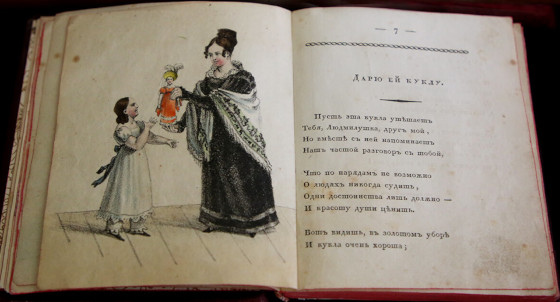 — 7 —
ДАРЮ ЕЙ КУКЛУ.
Пусть эта кукла утѣшаетъ
Тебя, Людмилушка, другъ мой,
Но вмѣстѣ съ ней напоминаетъ
Нашъ частой разговоръ съ тобой,
Что по нарядамъ не возможно
О людяхъ никогда судить,
Одни достоинства лишь должно —
И красоту души цѣнить.
Вотъ видишь, въ золотомъ уборѣ
И кукла очень хороша;